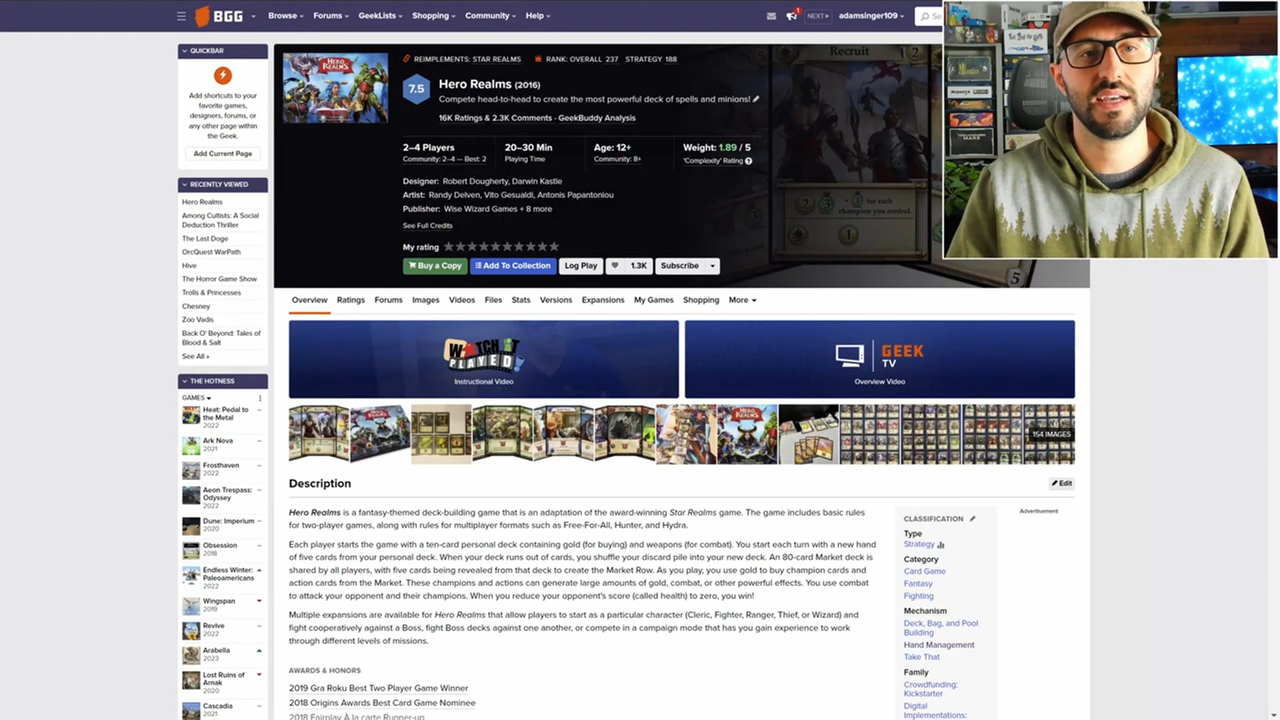 BGG
Browse
Forums
GeekLists
Shopping
Community
Help
1
NEXT
adamsinger109
QUICKBAR
Add shortcuts to your
favorite games,
designers, forums, or
any other page within
the Geek.
Add Current Page
RECENTLY VIEWED
Hero Realms
Among Cultists: A Social
Deduction Thriller
The Last Doge
OrcQuest WarPath
Hive
The Horror Game Show
Trolls & Princesses
Chesney
Zoo Vadis
Back O' Beyond: Tales of
Blood & Salt
See All »
THE HOTNESS
GAMES
Heat: Pedal to
the Metal
2022
Ark Nova
2021
Frosthaven
2022
Aeon Trespass:
Odyssey
2022
Dune: Imperium
2020
Obsession
2018
Endless Winter:
Paleoamericans
2022
Wingspan
2019
Revive
2022
Arabella
2023
Lost Ruins of
Arnak
2020
Cascadia
2021
HERO REALMS
REIMPLEMENTS: STAR REALMS
RANK: OVERALL 237 STRATEGY 188
7.5
Hero Realms (2016)
Compete head-to-head to create the most powerful deck of spells and minions!
16K Ratings & 2.3K Comments · GeekBuddy Analysis
2–4 Players
Community: 2–4 — Best: 2
20–30 Min
Playing Time
Age: 12+
Community: 8+
Weight: 1.89 / 5
'Complexity' Rating
Designer: Robert Dougherty, Darwin Kastle
Artist: Randy Delven, Vito Gesualdi, Antonis Papantoniou
Publisher: Wise Wizard Games + 8 more
See Full Credits
My rating
Buy a Copy
Add To Collection
Log Play
1.3K
Subscribe
Recruit
2
for each
champion you control.
5
Overview
Ratings
Forums
Images
Videos
Files
Stats
Versions
Expansions
My Games
Shopping
More
WATCH IT
PLAYED!
Instructional Video
GEEK
TV
Overview Video
154 IMAGES
Description
Edit
Hero Realms is a fantasy-themed deck-building game that is an adaptation of the award-winning Star Realms game. The game includes basic rules
for two-player games, along with rules for multiplayer formats such as Free-For-All, Hunter, and Hydra.
Each player starts the game with a ten-card personal deck containing gold (for buying) and weapons (for combat). You start each turn with a new hand
of five cards from your personal deck. When your deck runs out of cards, you shuffle your discard pile into your new deck. An 80-card Market deck is
shared by all players, with five cards being revealed from that deck to create the Market Row. As you play, you use gold to buy champion cards and
action cards from the Market. These champions and actions can generate large amounts of gold, combat, or other powerful effects. You use combat
to attack your opponent and their champions. When you reduce your opponent's score (called health) to zero, you win!
Multiple expansions are available for Hero Realms that allow players to start as a particular character (Cleric, Fighter, Ranger, Thief, or Wizard) and
fight cooperatively against a Boss, fight Boss decks against one another, or compete in a campaign mode that has you gain experience to work
through different levels of missions.
AWARDS & HONORS
2019 Gra Roku Best Two Player Game Winner
2018 Origins Awards Best Card Game Nominee
2018 Fairplay À la carte Runner-up
CLASSIFICATION
Type
Strategy
Category
Card Game
Fantasy
Fighting
Mechanism
Deck, Bag, and Pool
Building
Hand Management
Take That
Family
Crowdfunding:
Kickstarter
Digital
Implementations:
Advertisement